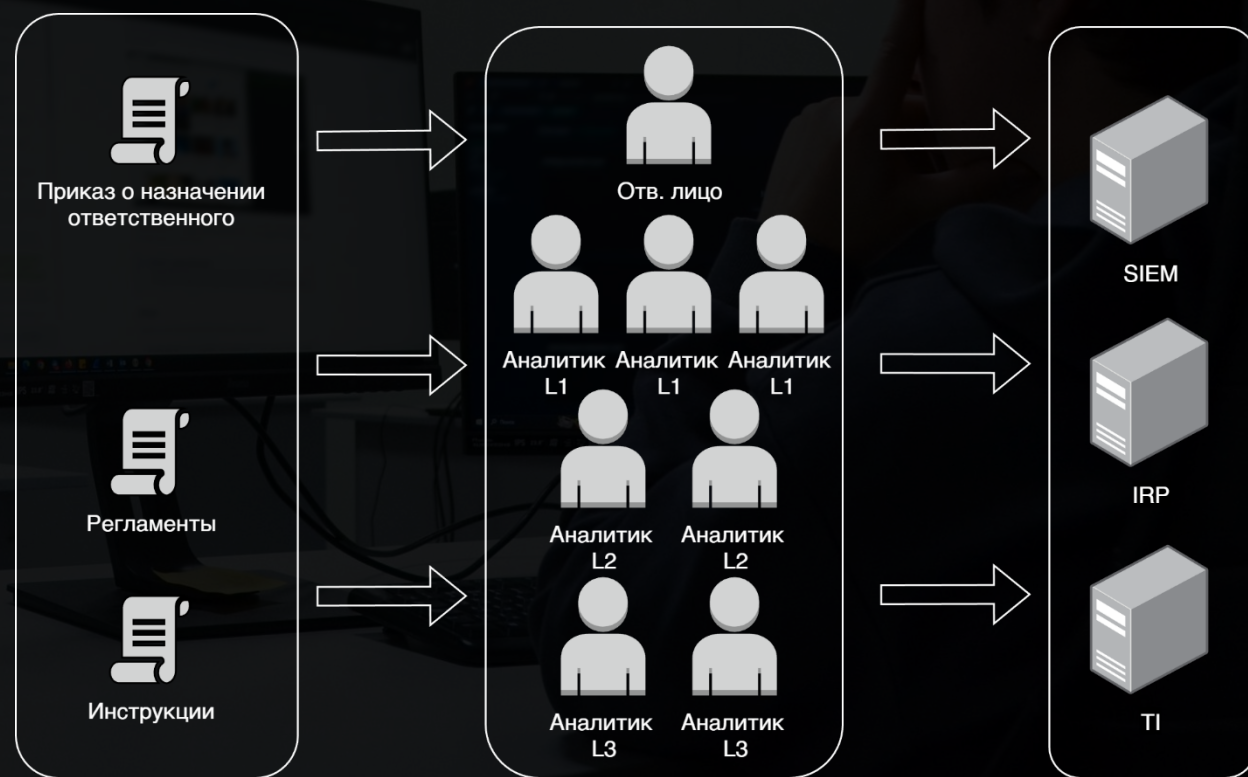 Приказ о назначении
ответственного
Регламенты
Инструкции
Отв. лицо
Аналитик Аналитик Аналитик
L1 L1 L1
Аналитик Аналитик
L2 L2
Аналитик Аналитик
L3 L3
SIEM
IRP
TI